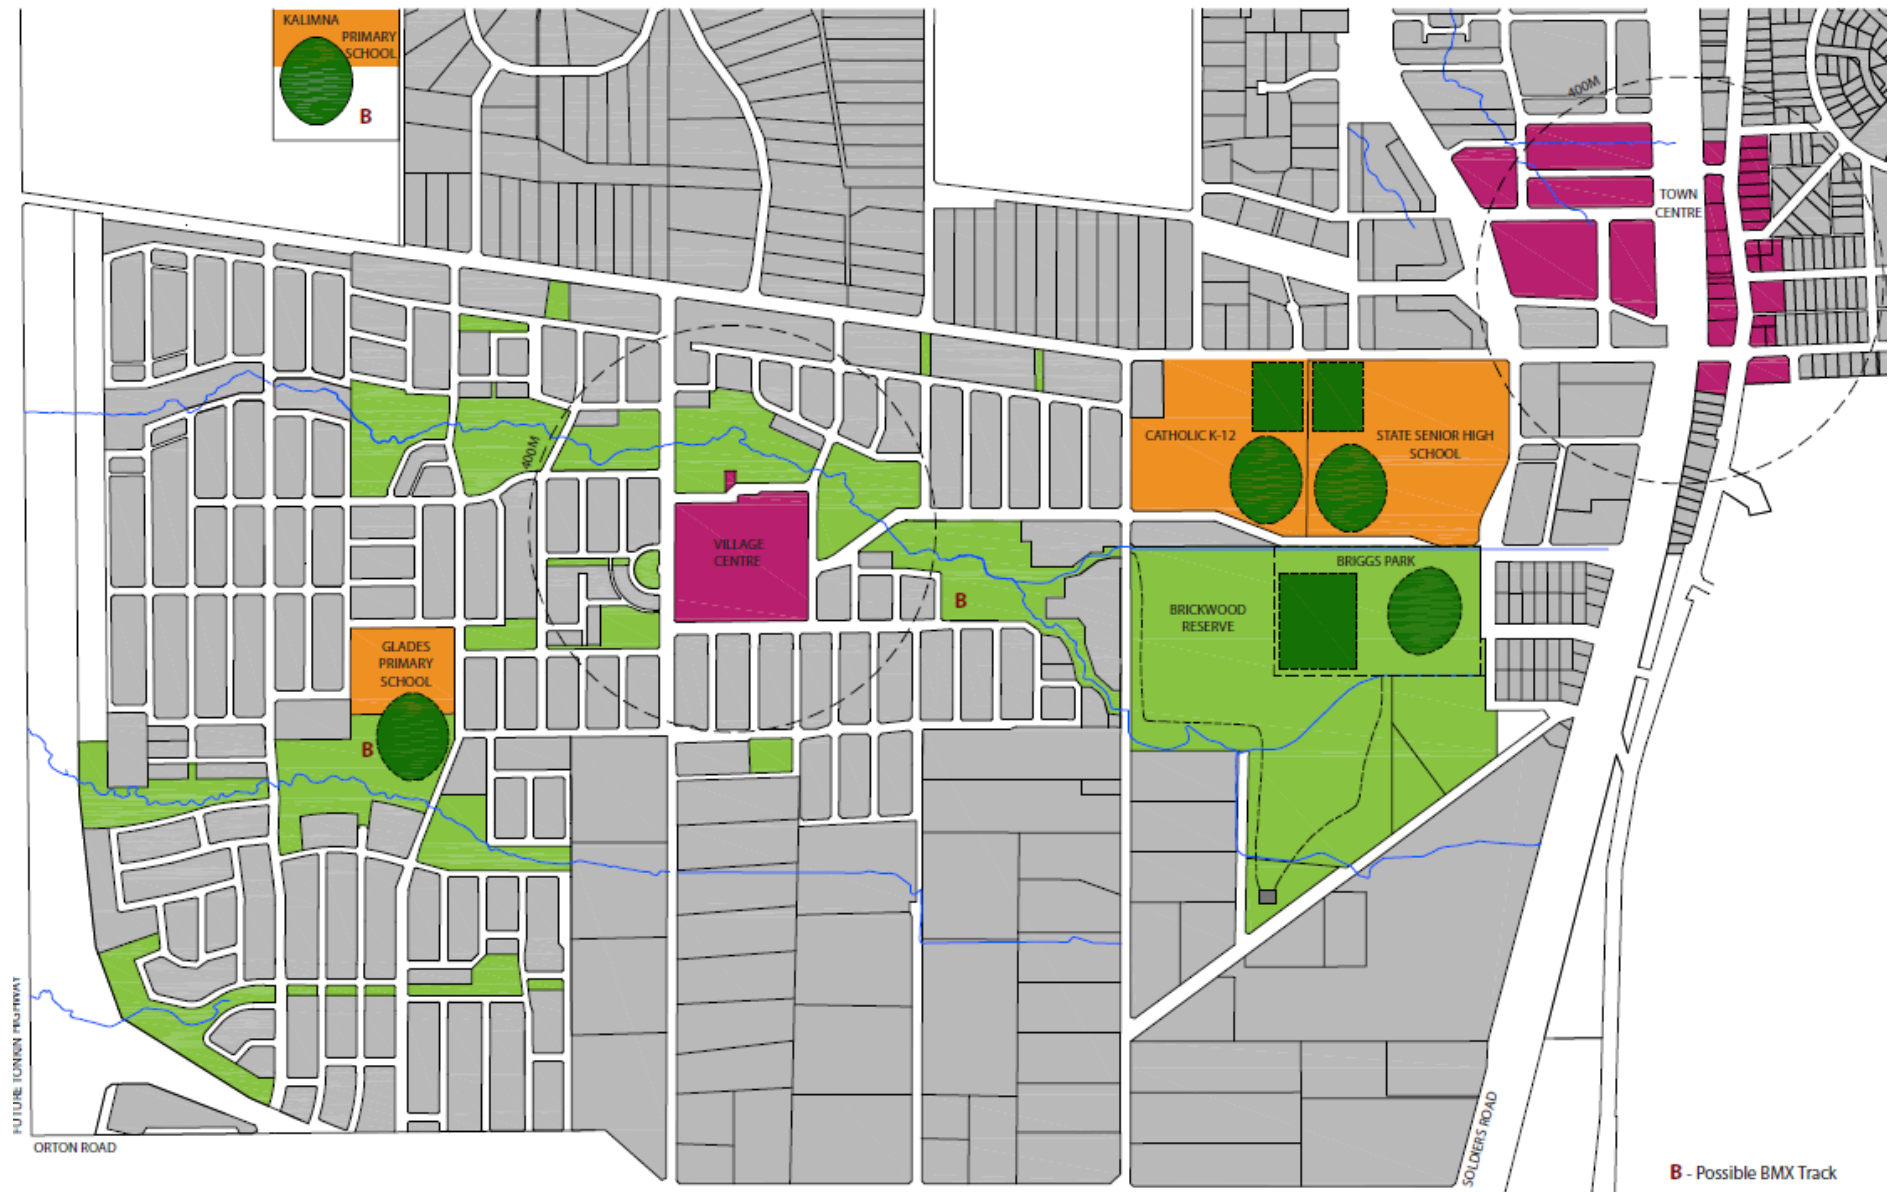 KALIMNA
PRIMARY
SCHOOL
B
400M
TOWN
CENTRE
CATHOLIC K-12
STATE SENIOR HIGH
SCHOOL
400M
VILLAGE
CENTRE
BRIGGS PARK
BRICKWOOD
RESERVE
B
GLADES
PRIMARY
SCHOOL
B
FUTURE TONKIN HIGHWAY
ORTON ROAD
SOLDIERS ROAD
B - Possible BMX Track